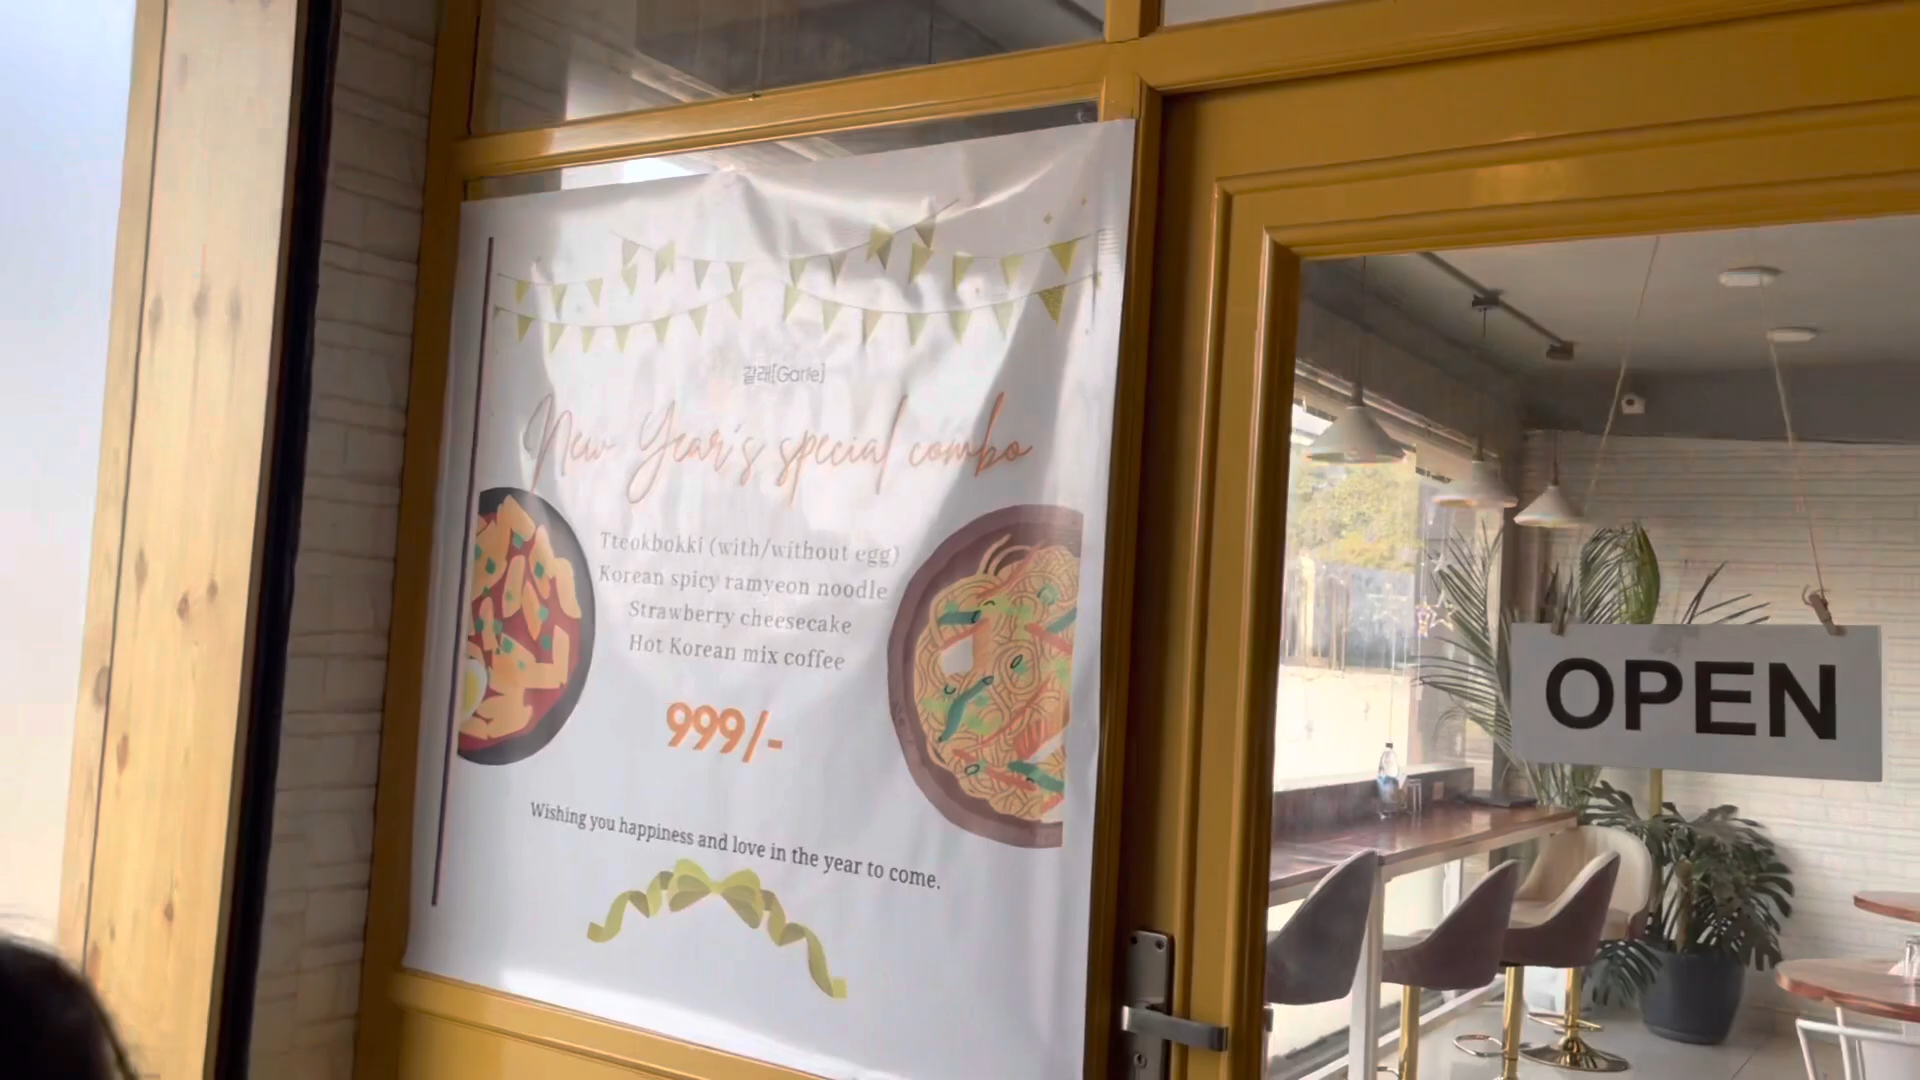 갈래[Garle]
New Year's special combo
Tteokbokki (with/without egg)
Korean spicy ramyeon noodle
Strawberry cheesecake
Hot Korean mix coffee
999/-
Wishing you happiness and love in the year to come.
OPEN